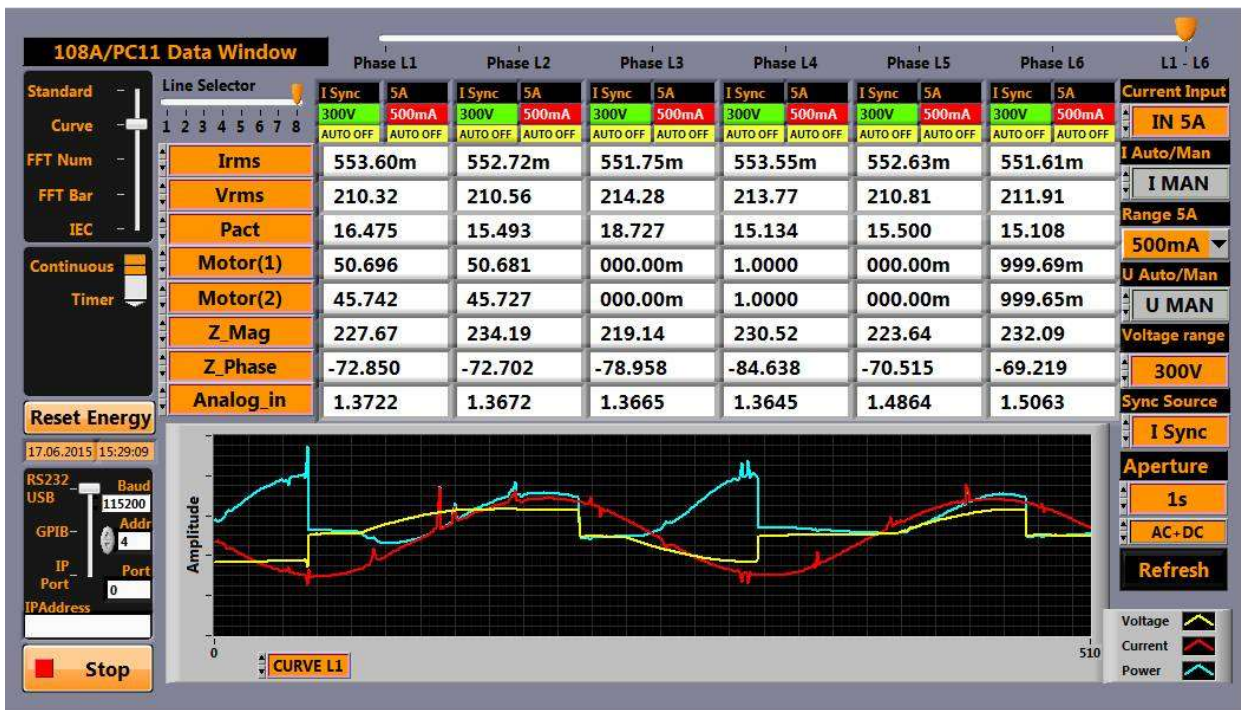 108A/PC11 Data Window
Phase L1 Phase L2 Phase L3 Phase L4 Phase L5 Phase L6 L1 - L6
Standard
Curve
FFT Num
FFT Bar
IEC
Continuous
Timer
Reset Energy
17.06.2015 15:29:09
RS232
USB
GPIB
IP
Port
Baud
115200
Addr
4
Port
0
IPAddress
Stop
Line Selector
1 2 3 4 5 6 7 8
I Sync 5A I Sync 5A I Sync 5A I Sync 5A I Sync 5A I Sync 5A
300V 500mA 300V 500mA 300V 500mA 300V 500mA 300V 500mA 300V 500mA
AUTO OFF AUTO OFF AUTO OFF AUTO OFF AUTO OFF AUTO OFF AUTO OFF AUTO OFF AUTO OFF AUTO OFF AUTO OFF AUTO OFF
Irms 553.60m 552.72m 551.75m 553.55m 552.63m 551.61m
Vrms 210.32 210.56 214.28 213.77 210.81 211.91
Pact 16.475 15.493 18.727 15.134 15.500 15.108
Motor(1) 50.696 50.681 000.00m 1.0000 000.00m 999.69m
Motor(2) 45.742 45.727 000.00m 1.0000 000.00m 999.65m
Z_Mag 227.67 234.19 219.14 230.52 223.64 232.09
Z_Phase -72.850 -72.702 -78.958 -84.638 -70.515 -69.219
Analog_in 1.3722 1.3672 1.3665 1.3645 1.4864 1.5063
Amplitude
0
510
CURVE L1
Current Input
IN 5A
I Auto/Man
I MAN
Range 5A
500mA
U Auto/Man
U MAN
Voltage range
300V
Sync Source
I Sync
Aperture
1s
AC+DC
Refresh
Voltage
Current
Power